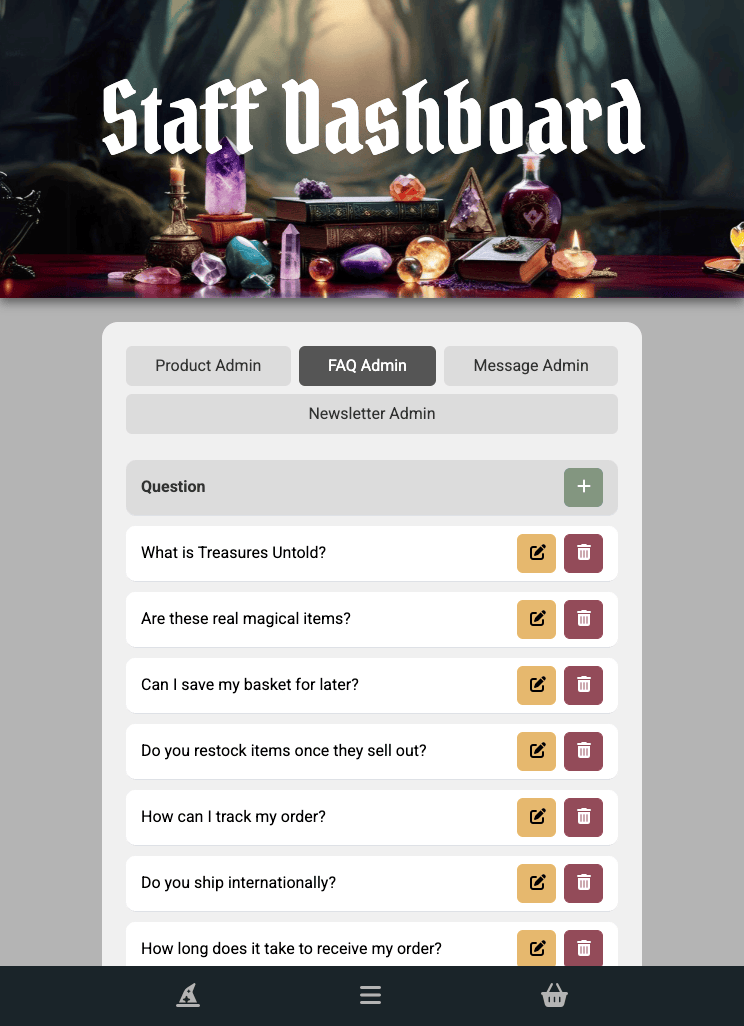 Staff Dashboard
Product Admin
FAQ Admin
Message Admin
Newsletter Admin
Question
What is Treasures Untold?
Are these real magical items?
Can I save my basket for later?
Do you restock items once they sell out?
How can I track my order?
Do you ship internationally?
How long does it take to receive my order?